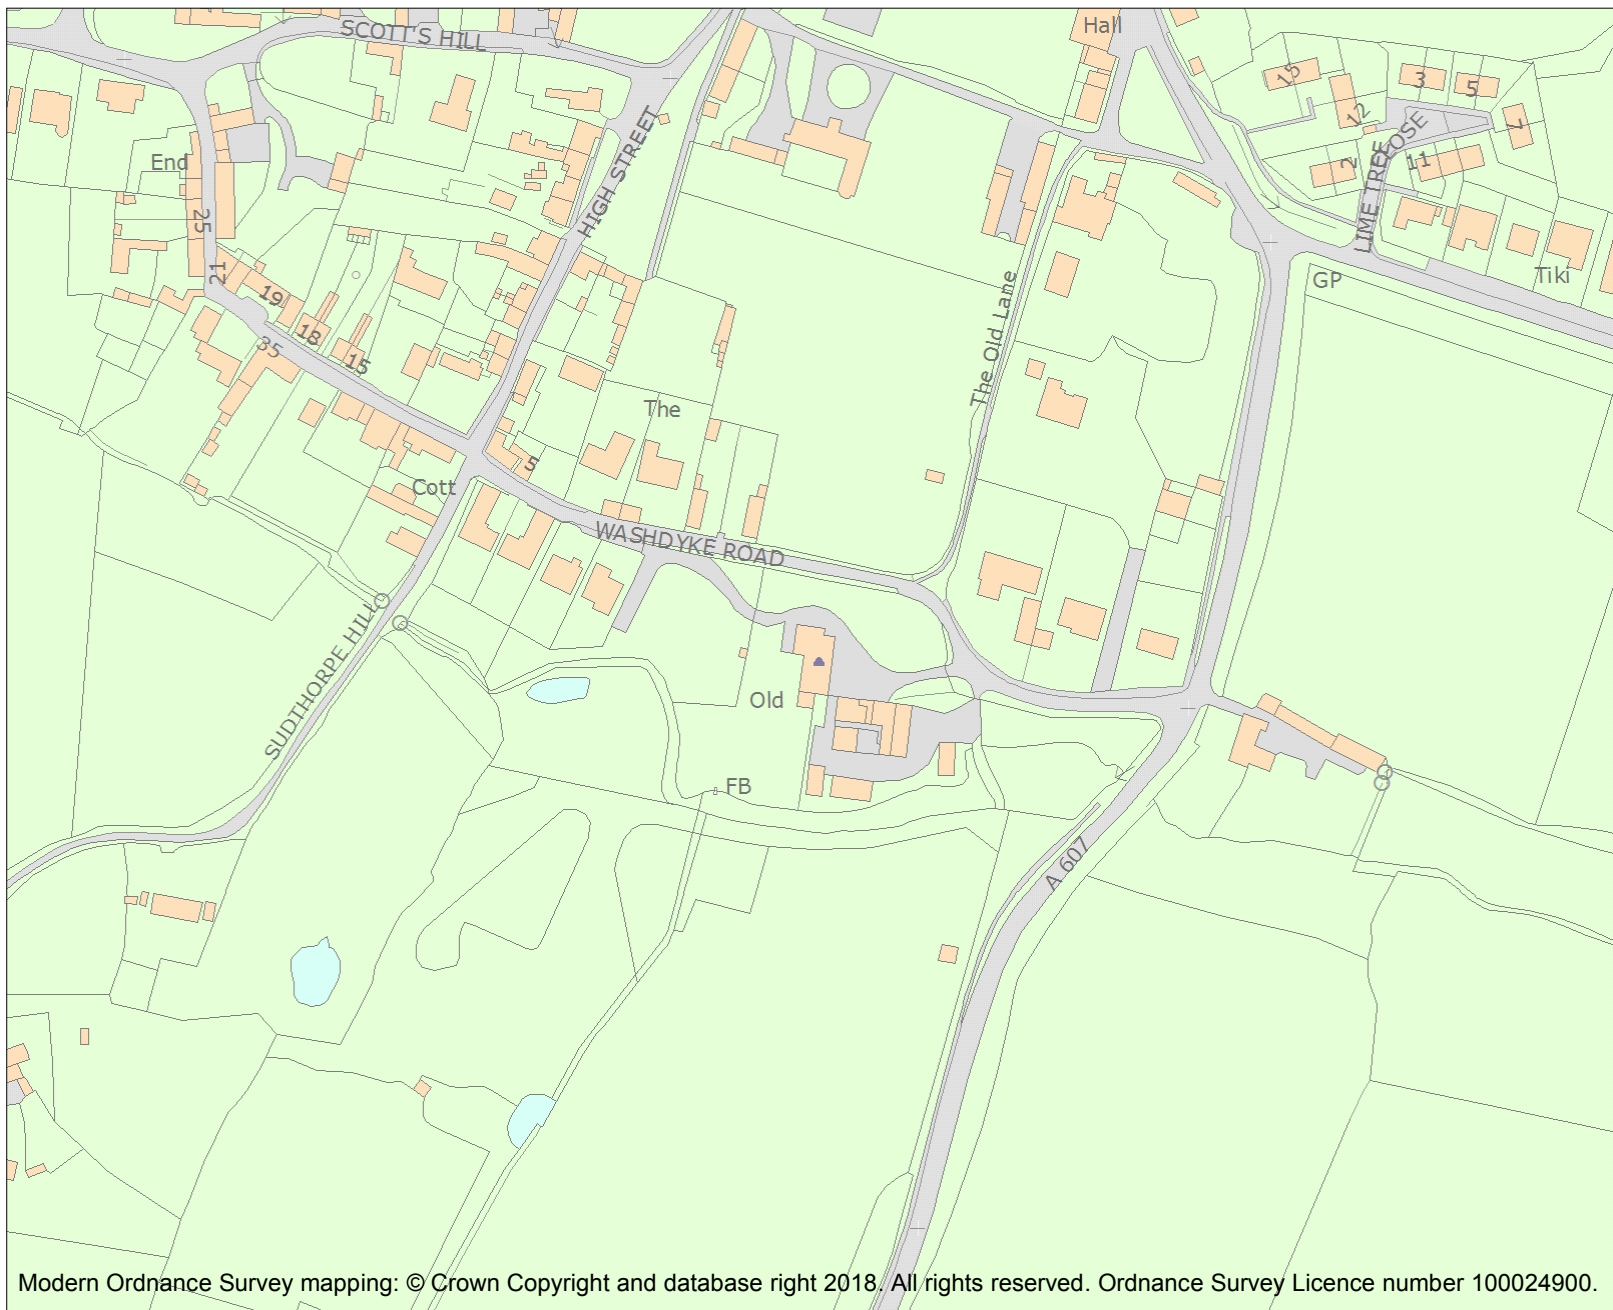 SCOTT'S HILL
Hall
HIGH STREET
15
3
5
12
7
LIME TREE CLOSE
2
11
End
25
21
19
18
35
15
GP
Tiki
The Old Lane
The
5
Cott
WASHDYKE ROAD
SUDTHORPE HILL
Old
FB
A 607
Modern Ordnance Survey mapping: © Crown Copyright and database right 2018. All rights reserved. Ordnance Survey Licence number 100024900.